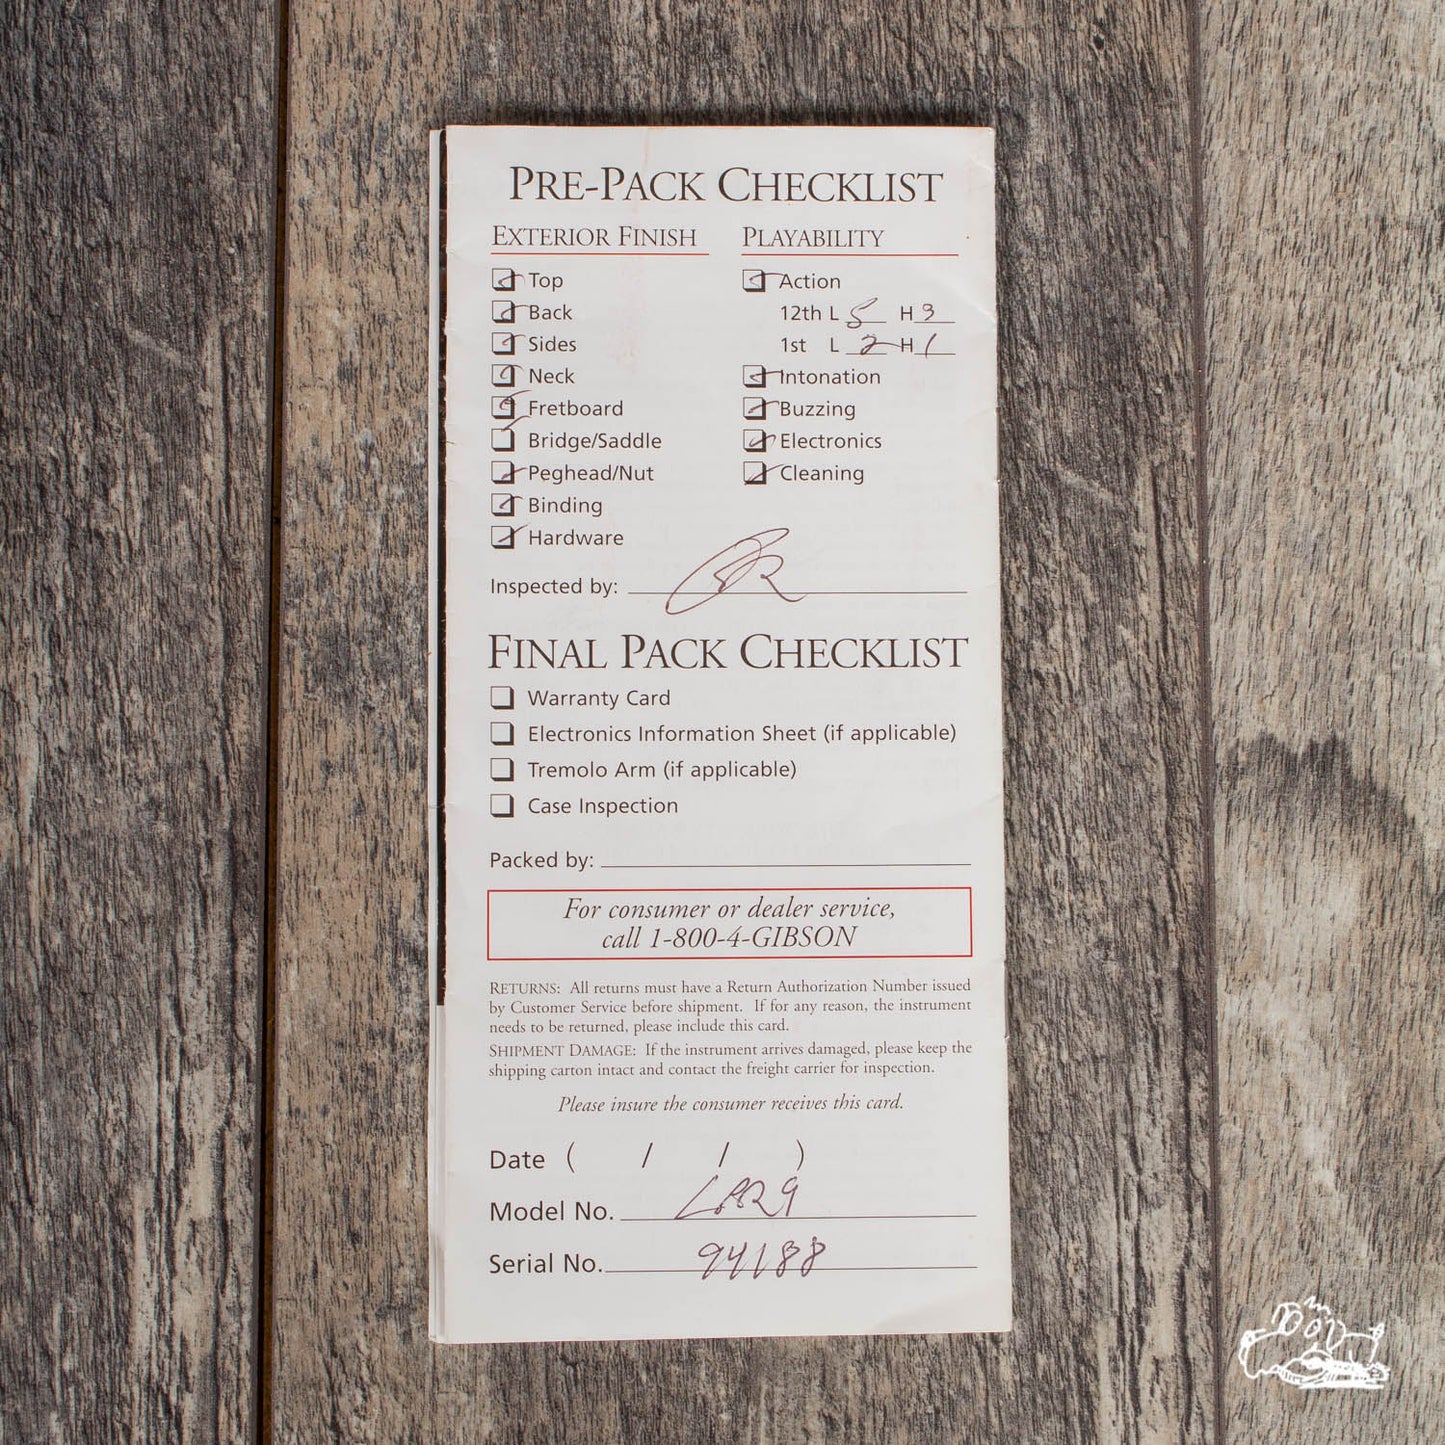 PRE-PACK CHECKLIST
EXTERIOR FINISH
Top
Back
Sides
Neck
Fretboard
Bridge/Saddle
Peghead/Nut
Binding
Hardware
PLAYABILITY
Action
12th L 5 H 3
1st L 2 H 1
Intonation
Buzzing
Electronics
Cleaning
Inspected by:
FINAL PACK CHECKLIST
Warranty Card
Electronics Information Sheet (if applicable)
Tremolo Arm (if applicable)
Case Inspection
Packed by:
For consumer or dealer service,
call 1-800-4-GIBSON
RETURNS: All returns must have a Return Authorization Number issued
by Customer Service before shipment. If for any reason, the instrument
needs to be returned, please include this card.
SHIPMENT DAMAGE: If the instrument arrives damaged, please keep the
shipping carton intact and contact the freight carrier for inspection.
Please insure the consumer receives this card.
Date ( / / )
Model No.
Serial No. 94188